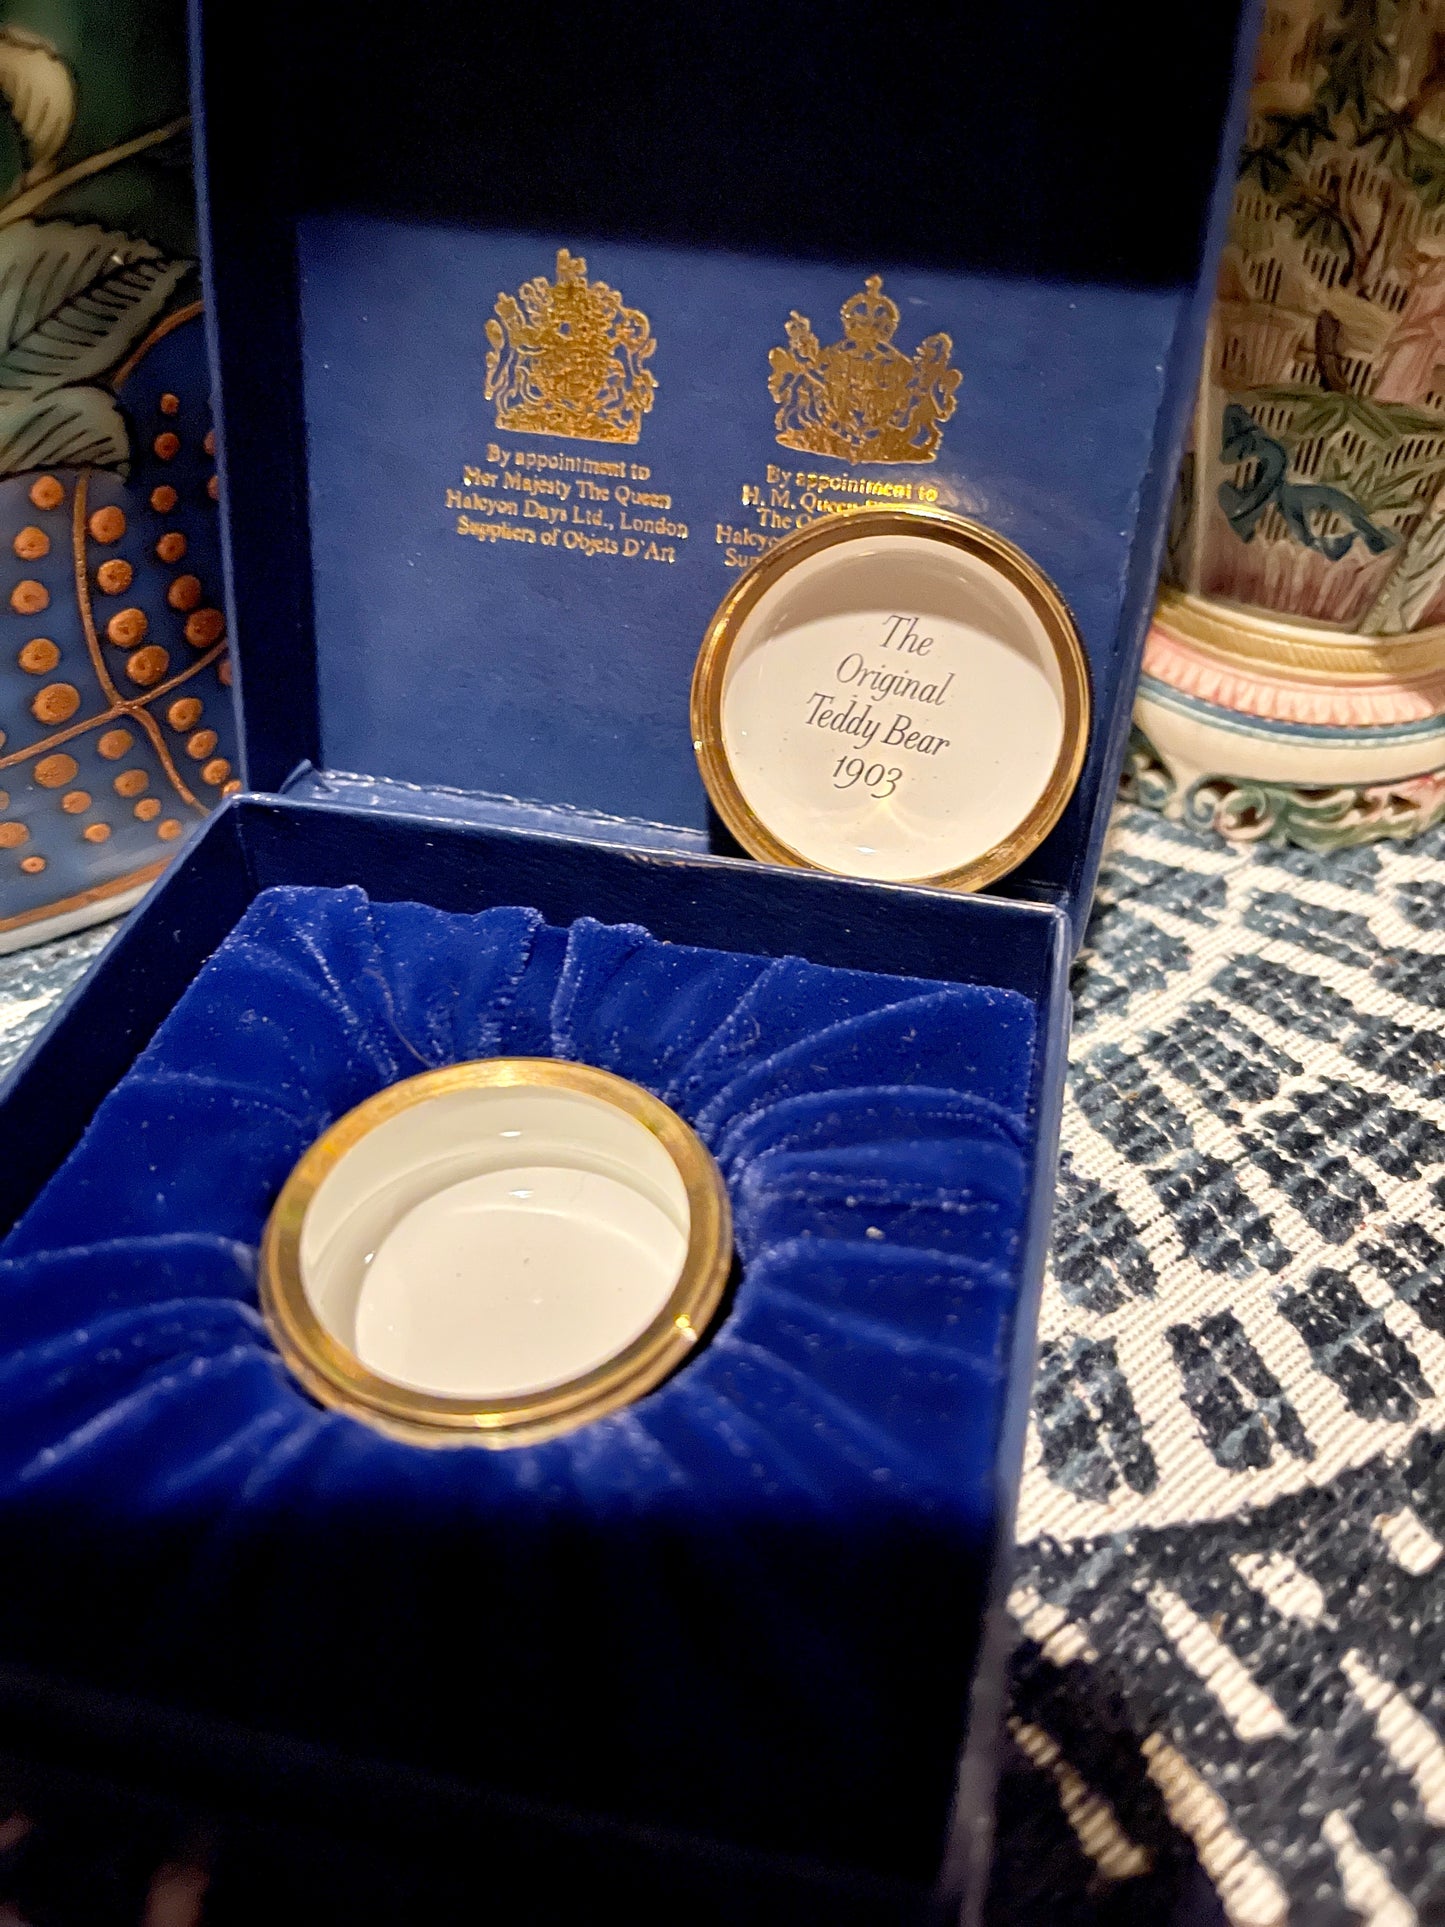 By appointment to
Her Majesty The Queen
Halcyon Days Ltd., London
Suppliers of Objets D'Art
By appointment to
H. M. Queen
The
The
Original
Teddy Bear
1903